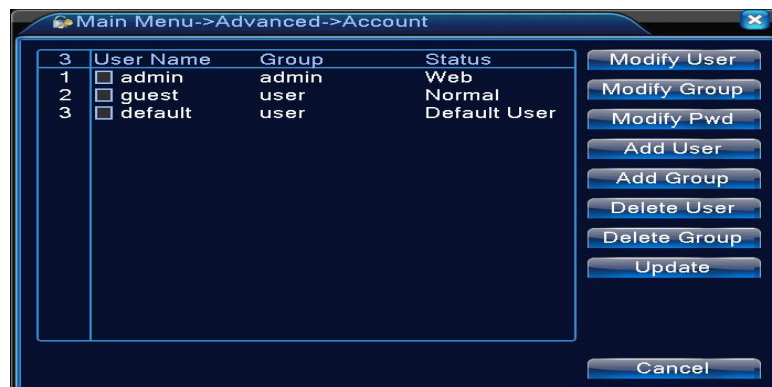 Main Menu->Advanced->Account
3 User Name Group Status
1 admin admin Web
2 guest user Normal
3 default user Default User
Modify User
Modify Group
Modify Pwd
Add User
Add Group
Delete User
Delete Group
Update
Cancel